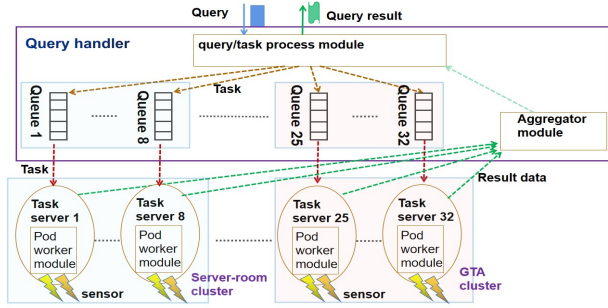 Query
Query result
Query handler
query/task process module
Queue 1
Queue 8
Task
Queue 25
Queue 32
Aggregator
module
Task
Result data
Task
server 1
Task
server 8
Task
server 25
Task
server 32
Pod
worker
module
Pod
worker
module
Pod
worker
module
Pod
worker
module
sensor
Server-room
cluster
sensor
GTA
cluster